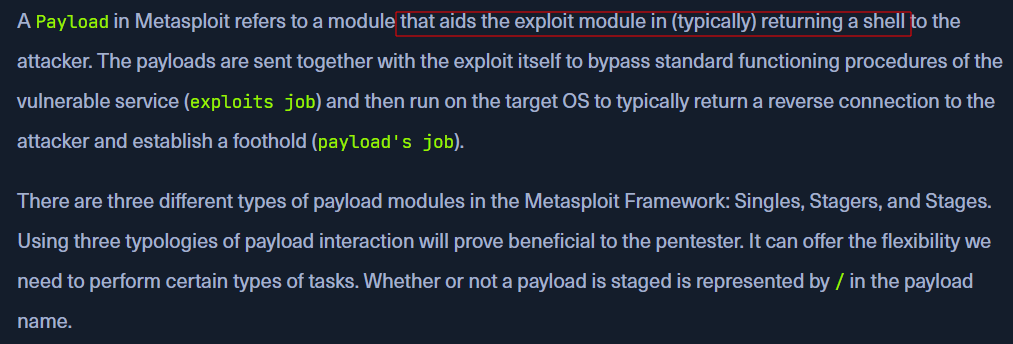 A Payload in Metasploit refers to a module that aids the exploit module in (typically) returning a shell to the
attacker. The payloads are sent together with the exploit itself to bypass standard functioning procedures of the
vulnerable service (exploits job) and then run on the target OS to typically return a reverse connection to the
attacker and establish a foothold (payload's job).
There are three different types of payload modules in the Metasploit Framework: Singles, Stagers, and Stages.
Using three typologies of payload interaction will prove beneficial to the pentester. It can offer the flexibility we
need to perform certain types of tasks. Whether or not a payload is staged is represented by / in the payload
name.